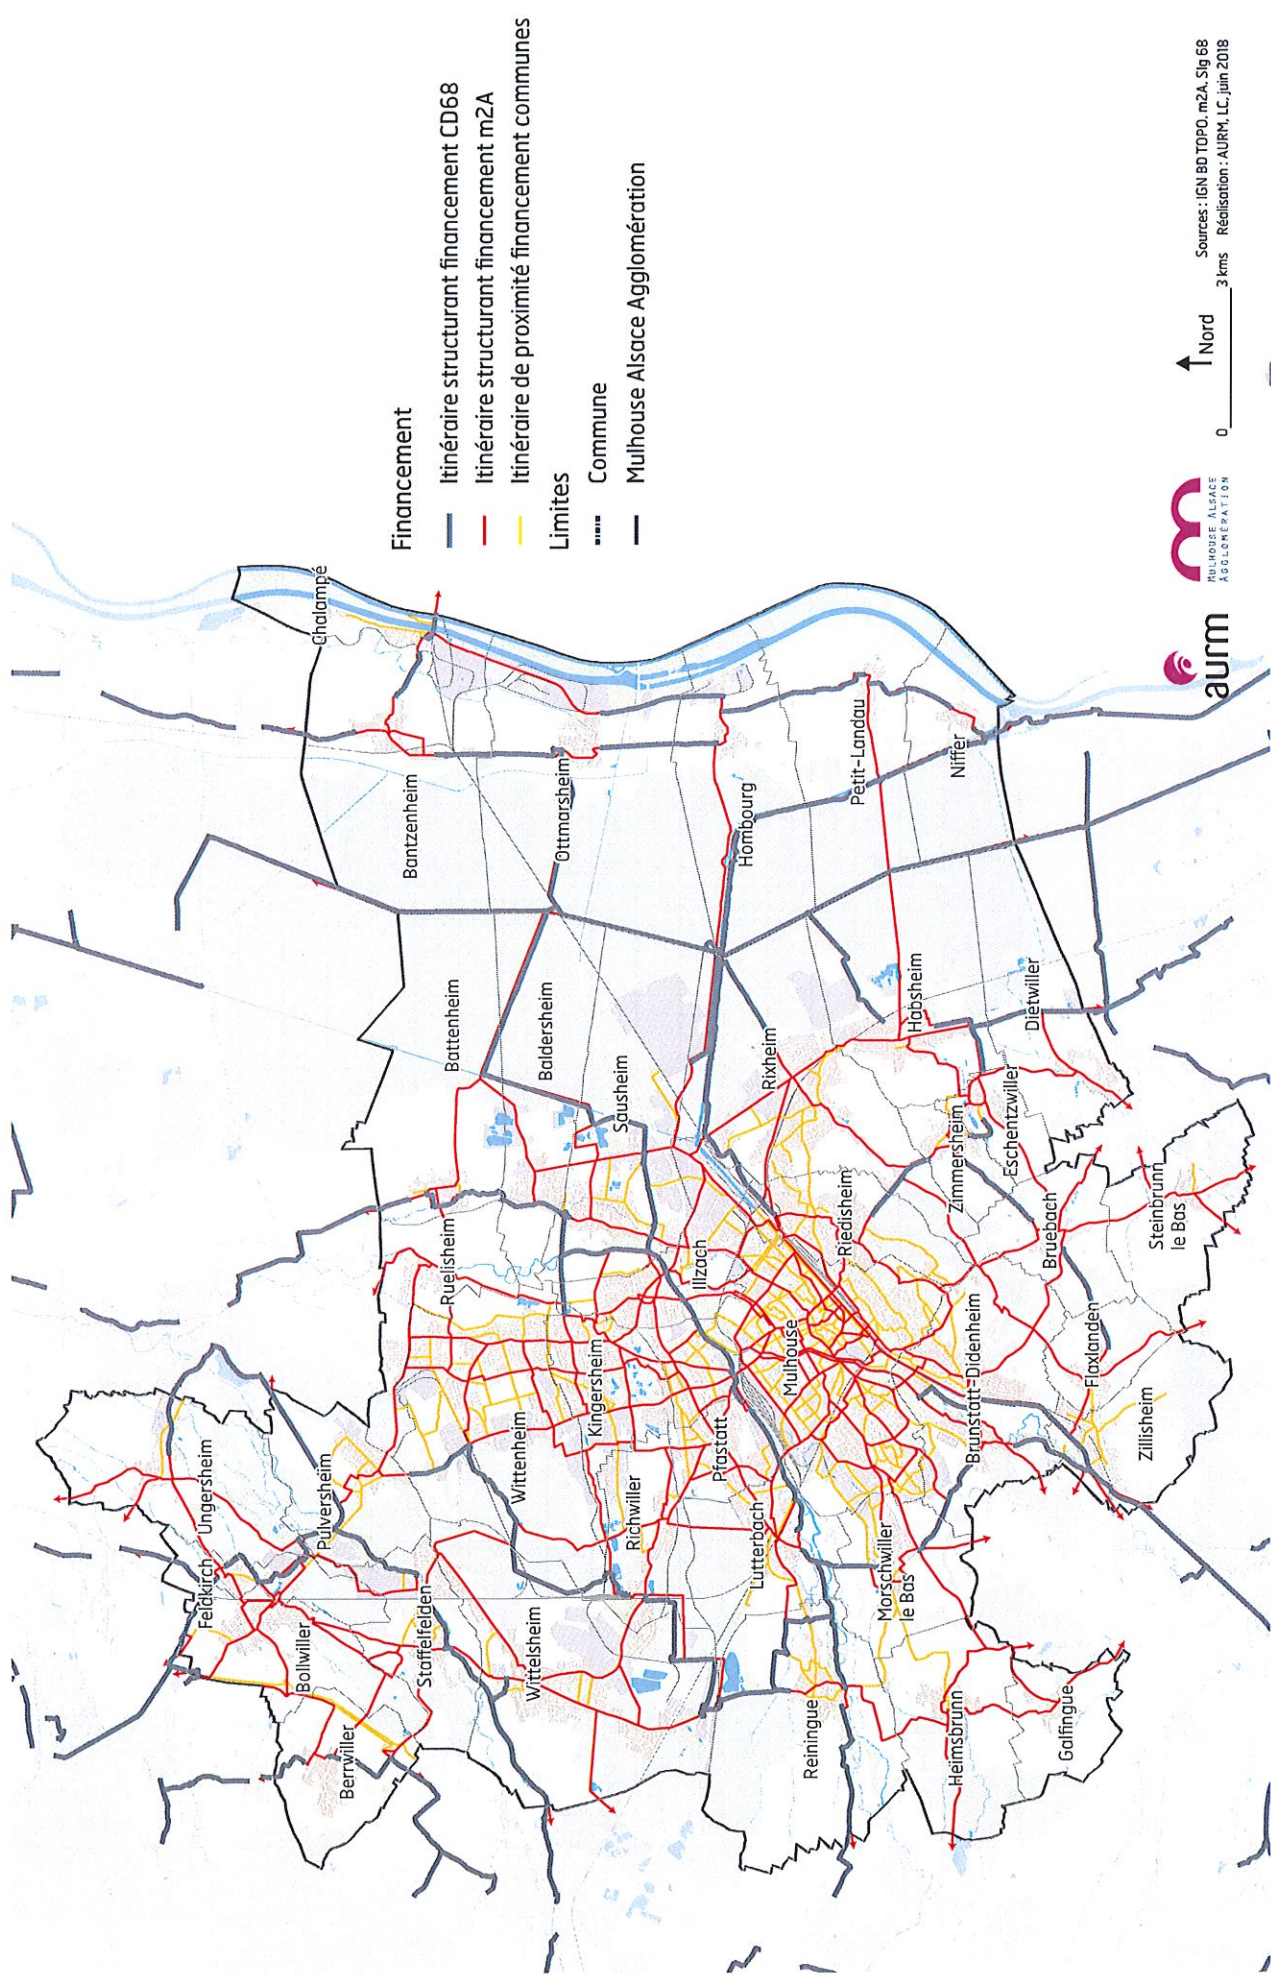 Financement
Itinéraire structurant financement CD68
Itinéraire structurant financement m2A
Itinéraire de proximité financement communes
Limites
Commune
Mulhouse Alsace Agglomération
Chalampé
Bantzenheim
Ottmarsheim
Hombourg
Petit-Landau
Niffer
Battenheim
Baldersheim
Sausheim
Rixheim
Habsheim
Dietwiller
Eschentzwiller
Zimmersheim
Riedisheim
Bruebach
Steinbrunn
le Bas
Ruelisheim
Illzach
Kingersheim
Mulhouse
Brunstatt-Didenheim
Flaxlanden
Zillisheim
Ungersheim
Pulversheim
Wittenheim
Richwiller
Pfastatt
Lutterbach
Morschwiller
le Bas
Feldkirch
Bollwiller
Staffelfelden
Wittelsheim
Berrwiller
Reiningue
Heimsbrunn
Galfingue
aurm
MULHOUSE ALSACE
AGGLOMÉRATION
Nord
0
3 kms
Sources : IGN BD TOPO, m2A, Sig 68
Réalisation : AURM, LC, juin 2018